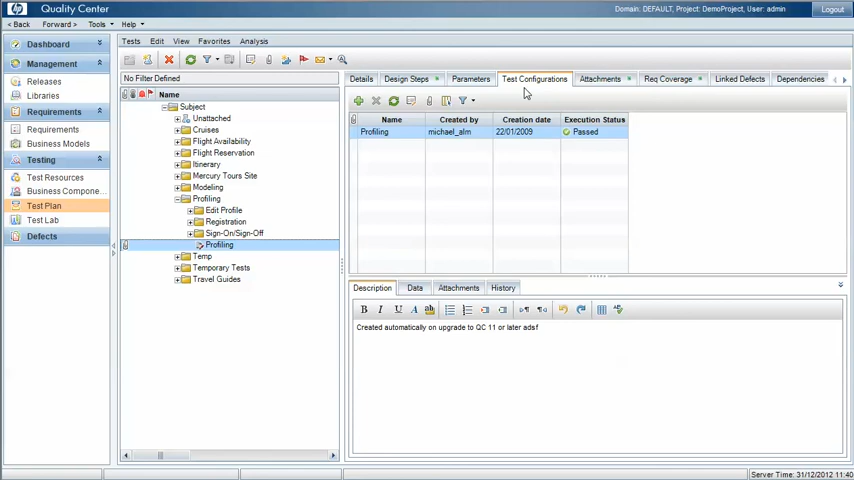 hp Quality Center
Domain: DEFAULT, Project: DemoProject, User: admin
Logout
< Back Forward > Tools Help
Dashboard
Management
Releases
Libraries
Requirements
Requirements
Business Models
Testing
Test Resources
Business Compone...
Test Plan
Test Lab
Defects
Tests Edit View Favorites Analysis
No Filter Defined
Name
Subject
Unattached
Cruises
Flight Availability
Flight Reservation
Itinerary
Mercury Tours Site
Modeling
Profiling
Edit Profile
Registration
Sign-On/Sign-Off
Profiling
Temp
Temporary Tests
Travel Guides
Details Design Steps Parameters Test Configurations Attachments Req Coverage Linked Defects Dependencies
Name Created by Creation date Execution Status
Profiling michael_alm 22/01/2009 Passed
Description Data Attachments History
B I U A ab
Created automatically on upgrade to QC 11 or later adsf
Server Time: 31/12/2012 11:40